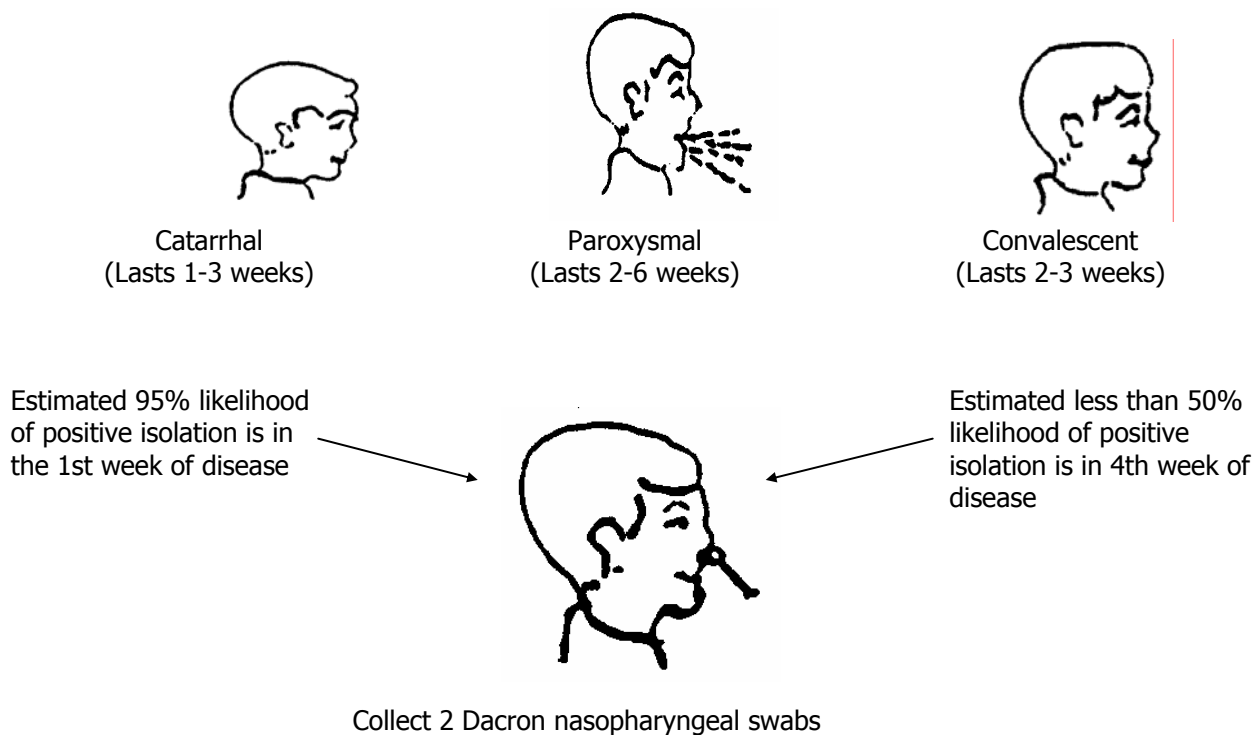 Catarrhal
(Lasts 1-3 weeks)
Paroxysmal
(Lasts 2-6 weeks)
Convalescent
(Lasts 2-3 weeks)
Estimated 95% likelihood
of positive isolation is in
the 1st week of disease
Estimated less than 50%
likelihood of positive
isolation is in 4th week of
disease
Collect 2 Dacron nasopharyngeal swabs